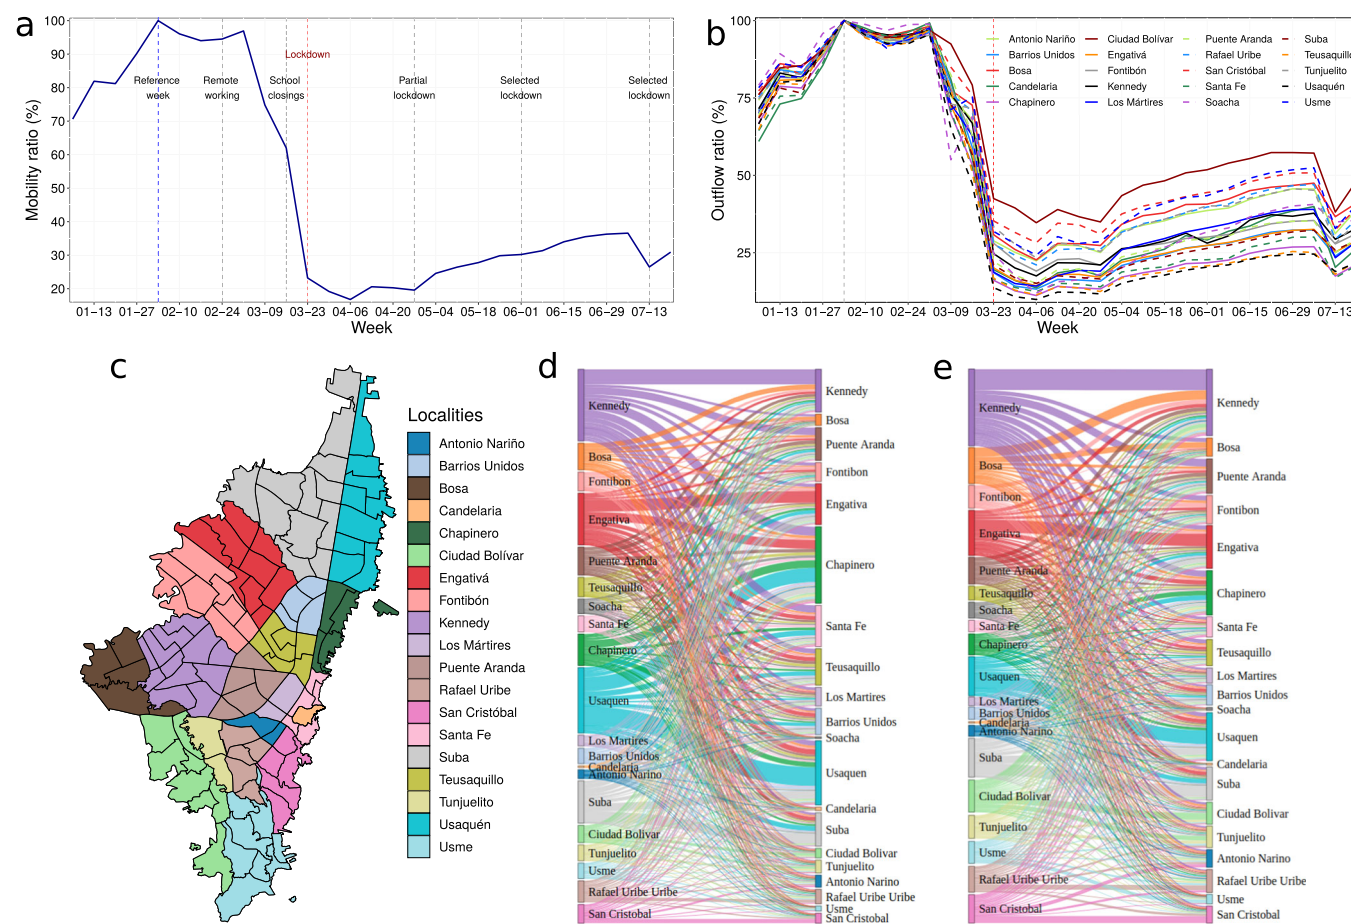 a
100
90
80
70
60
50
40
30
20
Mobility ratio (%)
Lockdown
Reference
week
Remote
working
School
closings
Partial
lockdown
Selected
lockdown
Selected
lockdown
01−13 01−27 02−10 02−24 03−09 03−23 04−06 04−20 05−04 05−18 06−01 06−15 06−29 07−13
Week
b
100
75
50
25
Outflow ratio (%)
Antonio Nariño
Barrios Unidos
Bosa
Candelaria
Chapinero
Ciudad Bolívar
Engativá
Fontibón
Kennedy
Los Mártires
Puente Aranda
Rafael Uribe
San Cristóbal
Santa Fe
Soacha
Suba
Teusaquillo
Tunjuelito
Usaquén
Usme
01−13 01−27 02−10 02−24 03−09 03−23 04−06 04−20 05−04 05−18 06−01 06−15 06−29 07−13
Week
c
Localities
Antonio Nariño
Barrios Unidos
Bosa
Candelaria
Chapinero
Ciudad Bolívar
Engativá
Fontibón
Kennedy
Los Mártires
Puente Aranda
Rafael Uribe
San Cristóbal
Santa Fe
Suba
Teusaquillo
Tunjuelito
Usaquén
Usme
d
Kennedy
Bosa
Fontibon
Engativa
Puente Aranda
Teusaquillo
Soacha
Santa Fe
Chapinero
Usaquen
Los Martires
Barrios Unidos
Candelaria
Antonio Narino
Suba
Ciudad Bolivar
Tunjuelito
Usme
Rafael Uribe Uribe
San Cristobal
Kennedy
Bosa
Puente Aranda
Fontibon
Engativa
Chapinero
Santa Fe
Teusaquillo
Los Martires
Barrios Unidos
Soacha
Usaquen
Candelaria
Suba
Ciudad Bolivar
Tunjuelito
Antonio Narino
Rafael Uribe Uribe
Usme
San Cristobal
e
Kennedy
Bosa
Fontibon
Engativa
Puente Aranda
Teusaquillo
Soacha
Santa Fe
Chapinero
Usaquen
Los Martires
Barrios Unidos
Candelaria
Antonio Narino
Suba
Ciudad Bolivar
Tunjuelito
Usme
Rafael Uribe Uribe
San Cristobal
Kennedy
Bosa
Puente Aranda
Fontibon
Engativa
Chapinero
Santa Fe
Teusaquillo
Los Martires
Barrios Unidos
Soacha
Usaquen
Candelaria
Suba
Ciudad Bolivar
Tunjuelito
Antonio Narino
Rafael Uribe Uribe
Usme
San Cristobal